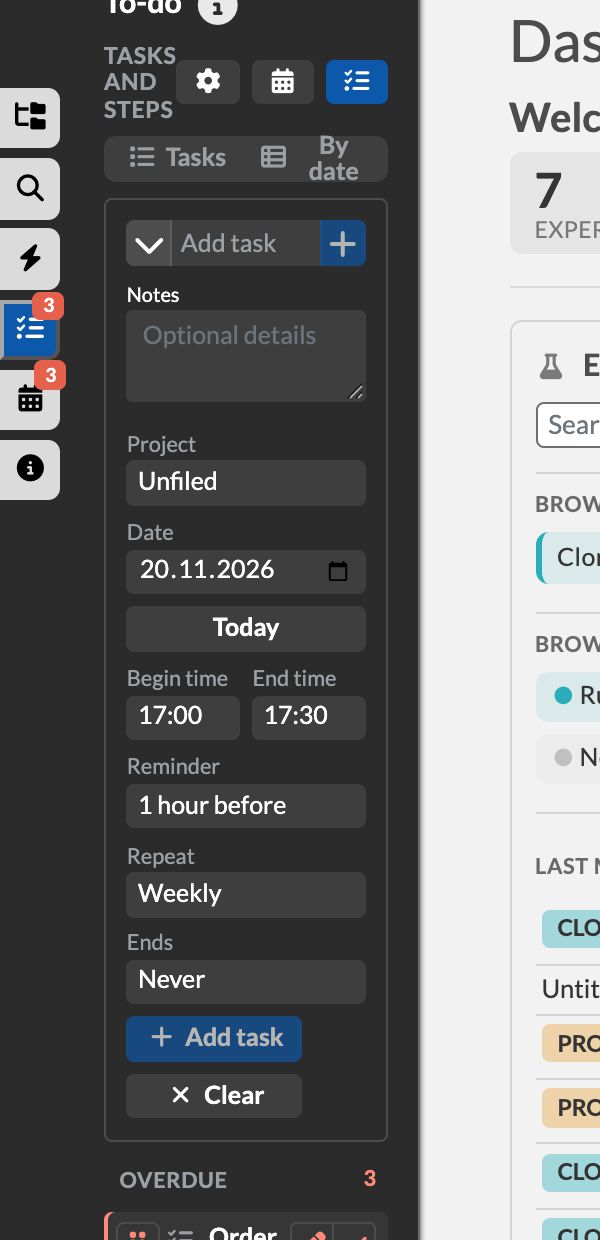 To-do
TASKS
AND
STEPS
Tasks
By
date
Add task
Notes
Optional details
Project
Unfiled
Date
20.11.2026
Today
Begin time
End time
17:00
17:30
Reminder
1 hour before
Repeat
Weekly
Ends
Never
Add task
Clear
OVERDUE
3
Order
3
3
Das
Welc
7
EXPER
E
Sear
BROW
Clon
BROW
Ru
N
LAST M
CLO
Untit
PRO
PRO
CLO
CLO